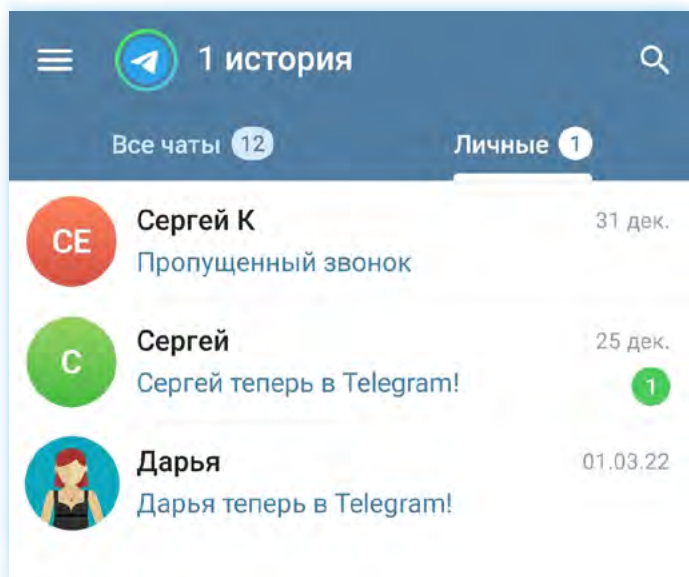 1 история
Все чаты 12
Личные 1
СЕ
Сергей К
31 дек.
Пропущенный звонок
С
Сергей
25 дек.
Сергей теперь в Telegram!
1
Дарья
01.03.22
Дарья теперь в Telegram!